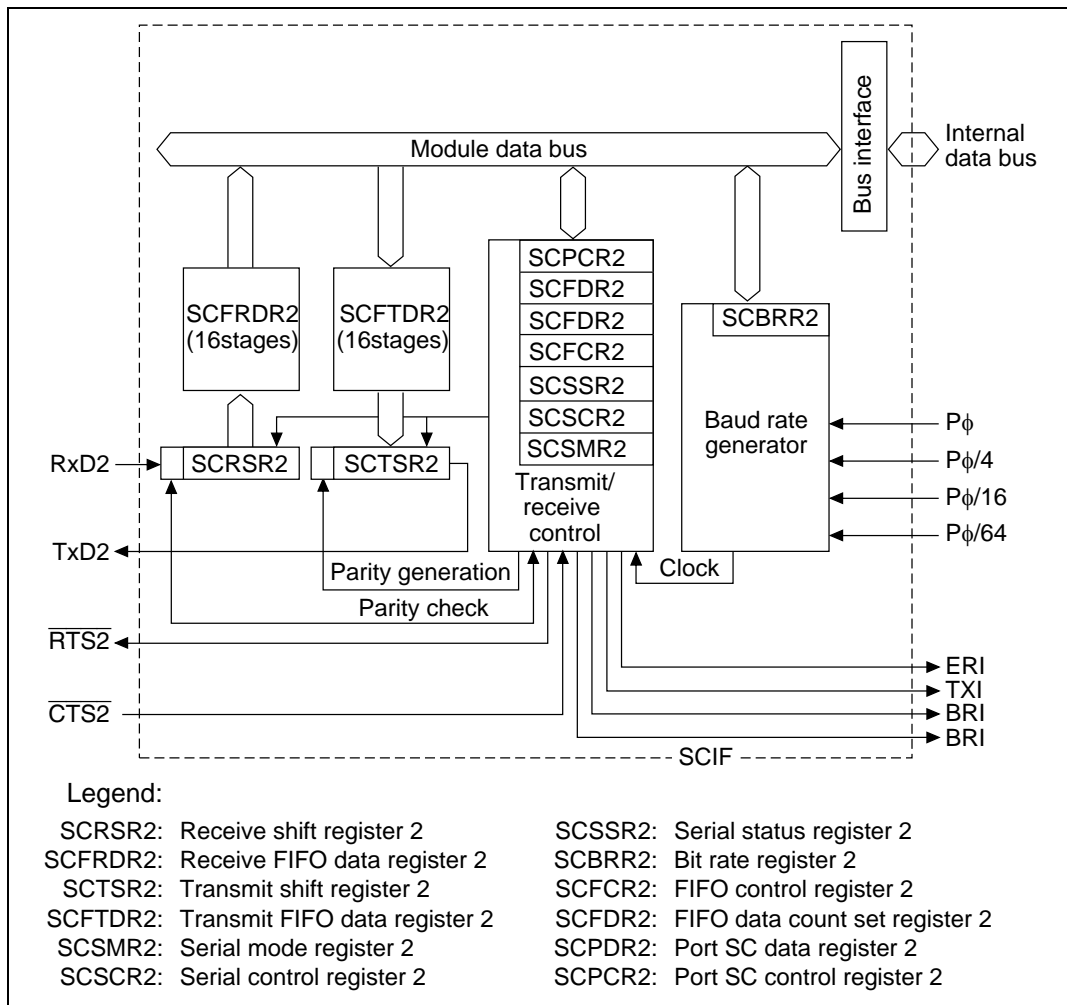 Bus interface
Internal
data bus
Module data bus
SCFRDR2
(16stages)
SCFTDR2
(16stages)
SCPCR2
SCFDR2
SCFDR2
SCFCR2
SCSSR2
SCSCR2
SCSMR2
Transmit/
receive
control
SCBRR2
Baud rate
generator
Pϕ
Pϕ/4
Pϕ/16
Pϕ/64
RxD2
SCRSR2
SCTSR2
TxD2
Parity generation
Parity check
Clock
RTS2
CTS2
ERI
TXI
BRI
BRI
SCIF
Legend:
SCRSR2: Receive shift register 2
SCFRDR2: Receive FIFO data register 2
SCTSR2: Transmit shift register 2
SCFTDR2: Transmit FIFO data register 2
SCSMR2: Serial mode register 2
SCSCR2: Serial control register 2
SCSSR2: Serial status register 2
SCBRR2: Bit rate register 2
SCFCR2: FIFO control register 2
SCFDR2: FIFO data count set register 2
SCPDR2: Port SC data register 2
SCPCR2: Port SC control register 2